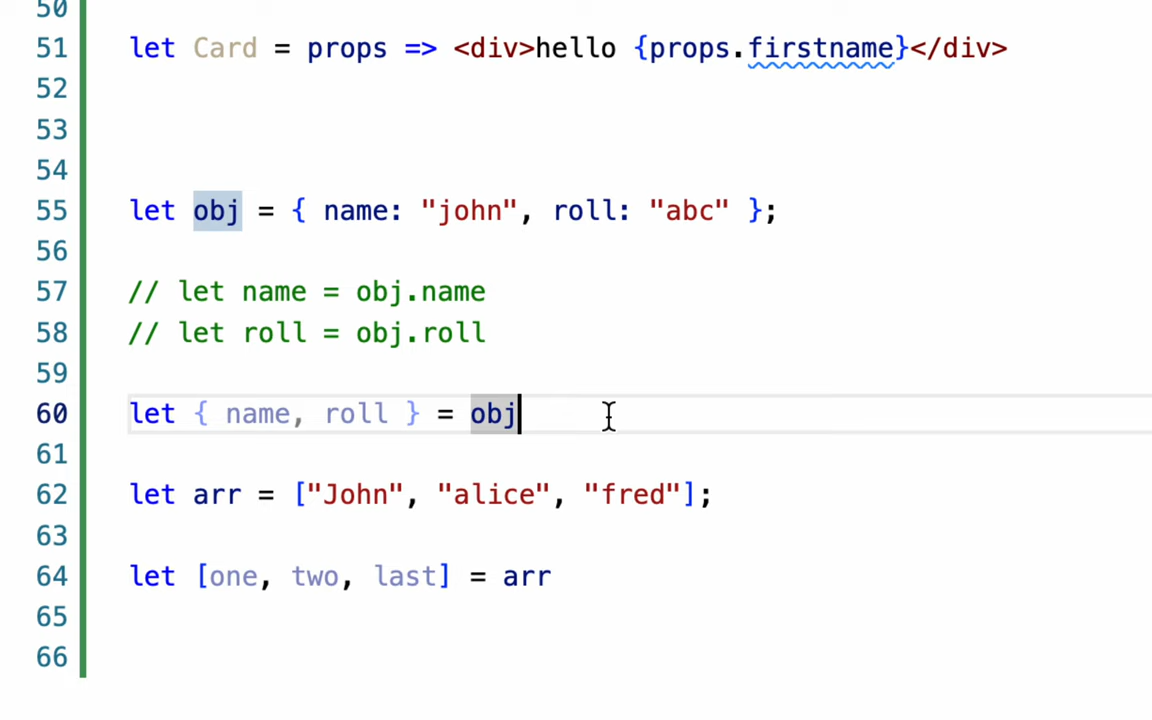 50
51 let Card = props => <div>hello {props.firstname}</div>
52
53
54
55 let obj = { name: "john", roll: "abc" };
56
57 // let name = obj.name
58 // let roll = obj.roll
59
60 let { name, roll } = obj
61
62 let arr = ["John", "alice", "fred"];
63
64 let [one, two, last] = arr
65
66